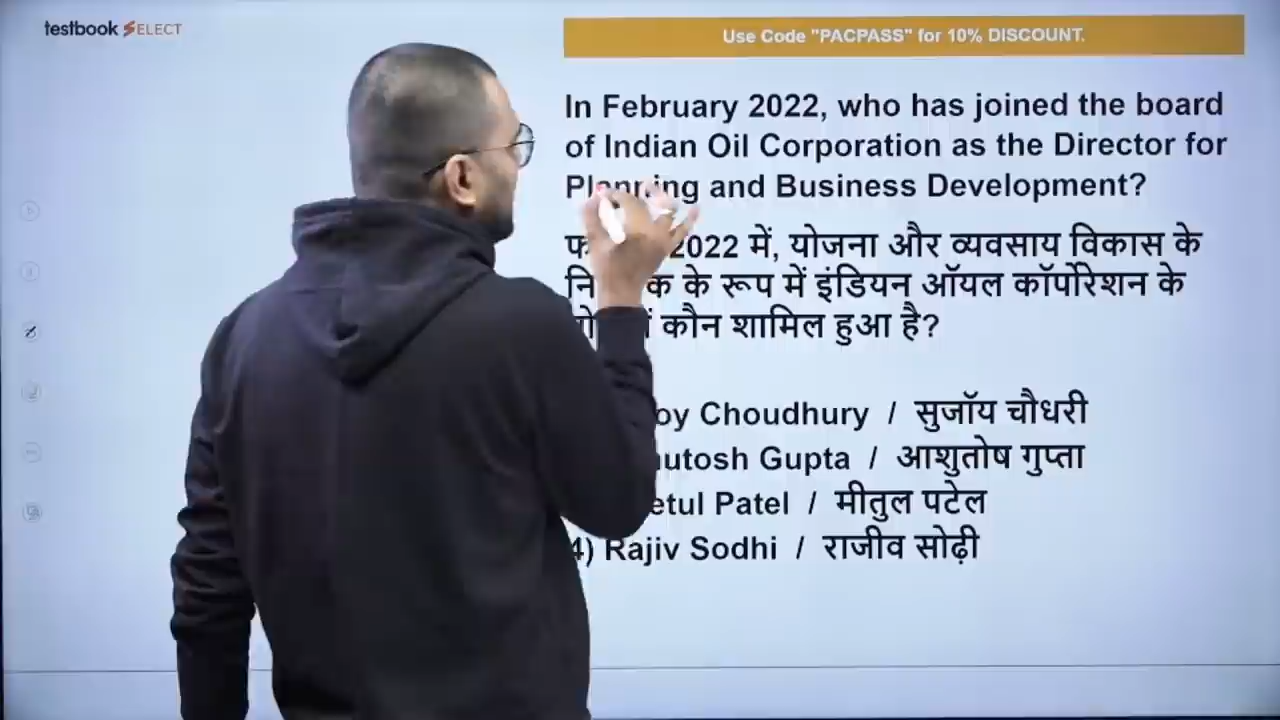 testbook SELECT
Use Code "PACPASS" for 10% DISCOUNT.
In February 2022, who has joined the board
of Indian Oil Corporation as the Director for
Planning and Business Development?
2022 में, योजना और व्यवसाय विकास के
के रूप में इंडियन ऑयल कॉर्पोरेशन के
कौन शामिल हुआ है?
Choudhury / सुजॉय चौधरी
Gupta / आशुतोष गुप्ता
Patel / मीतुल पटेल
4) Rajiv Sodhi / राजीव सोढ़ी